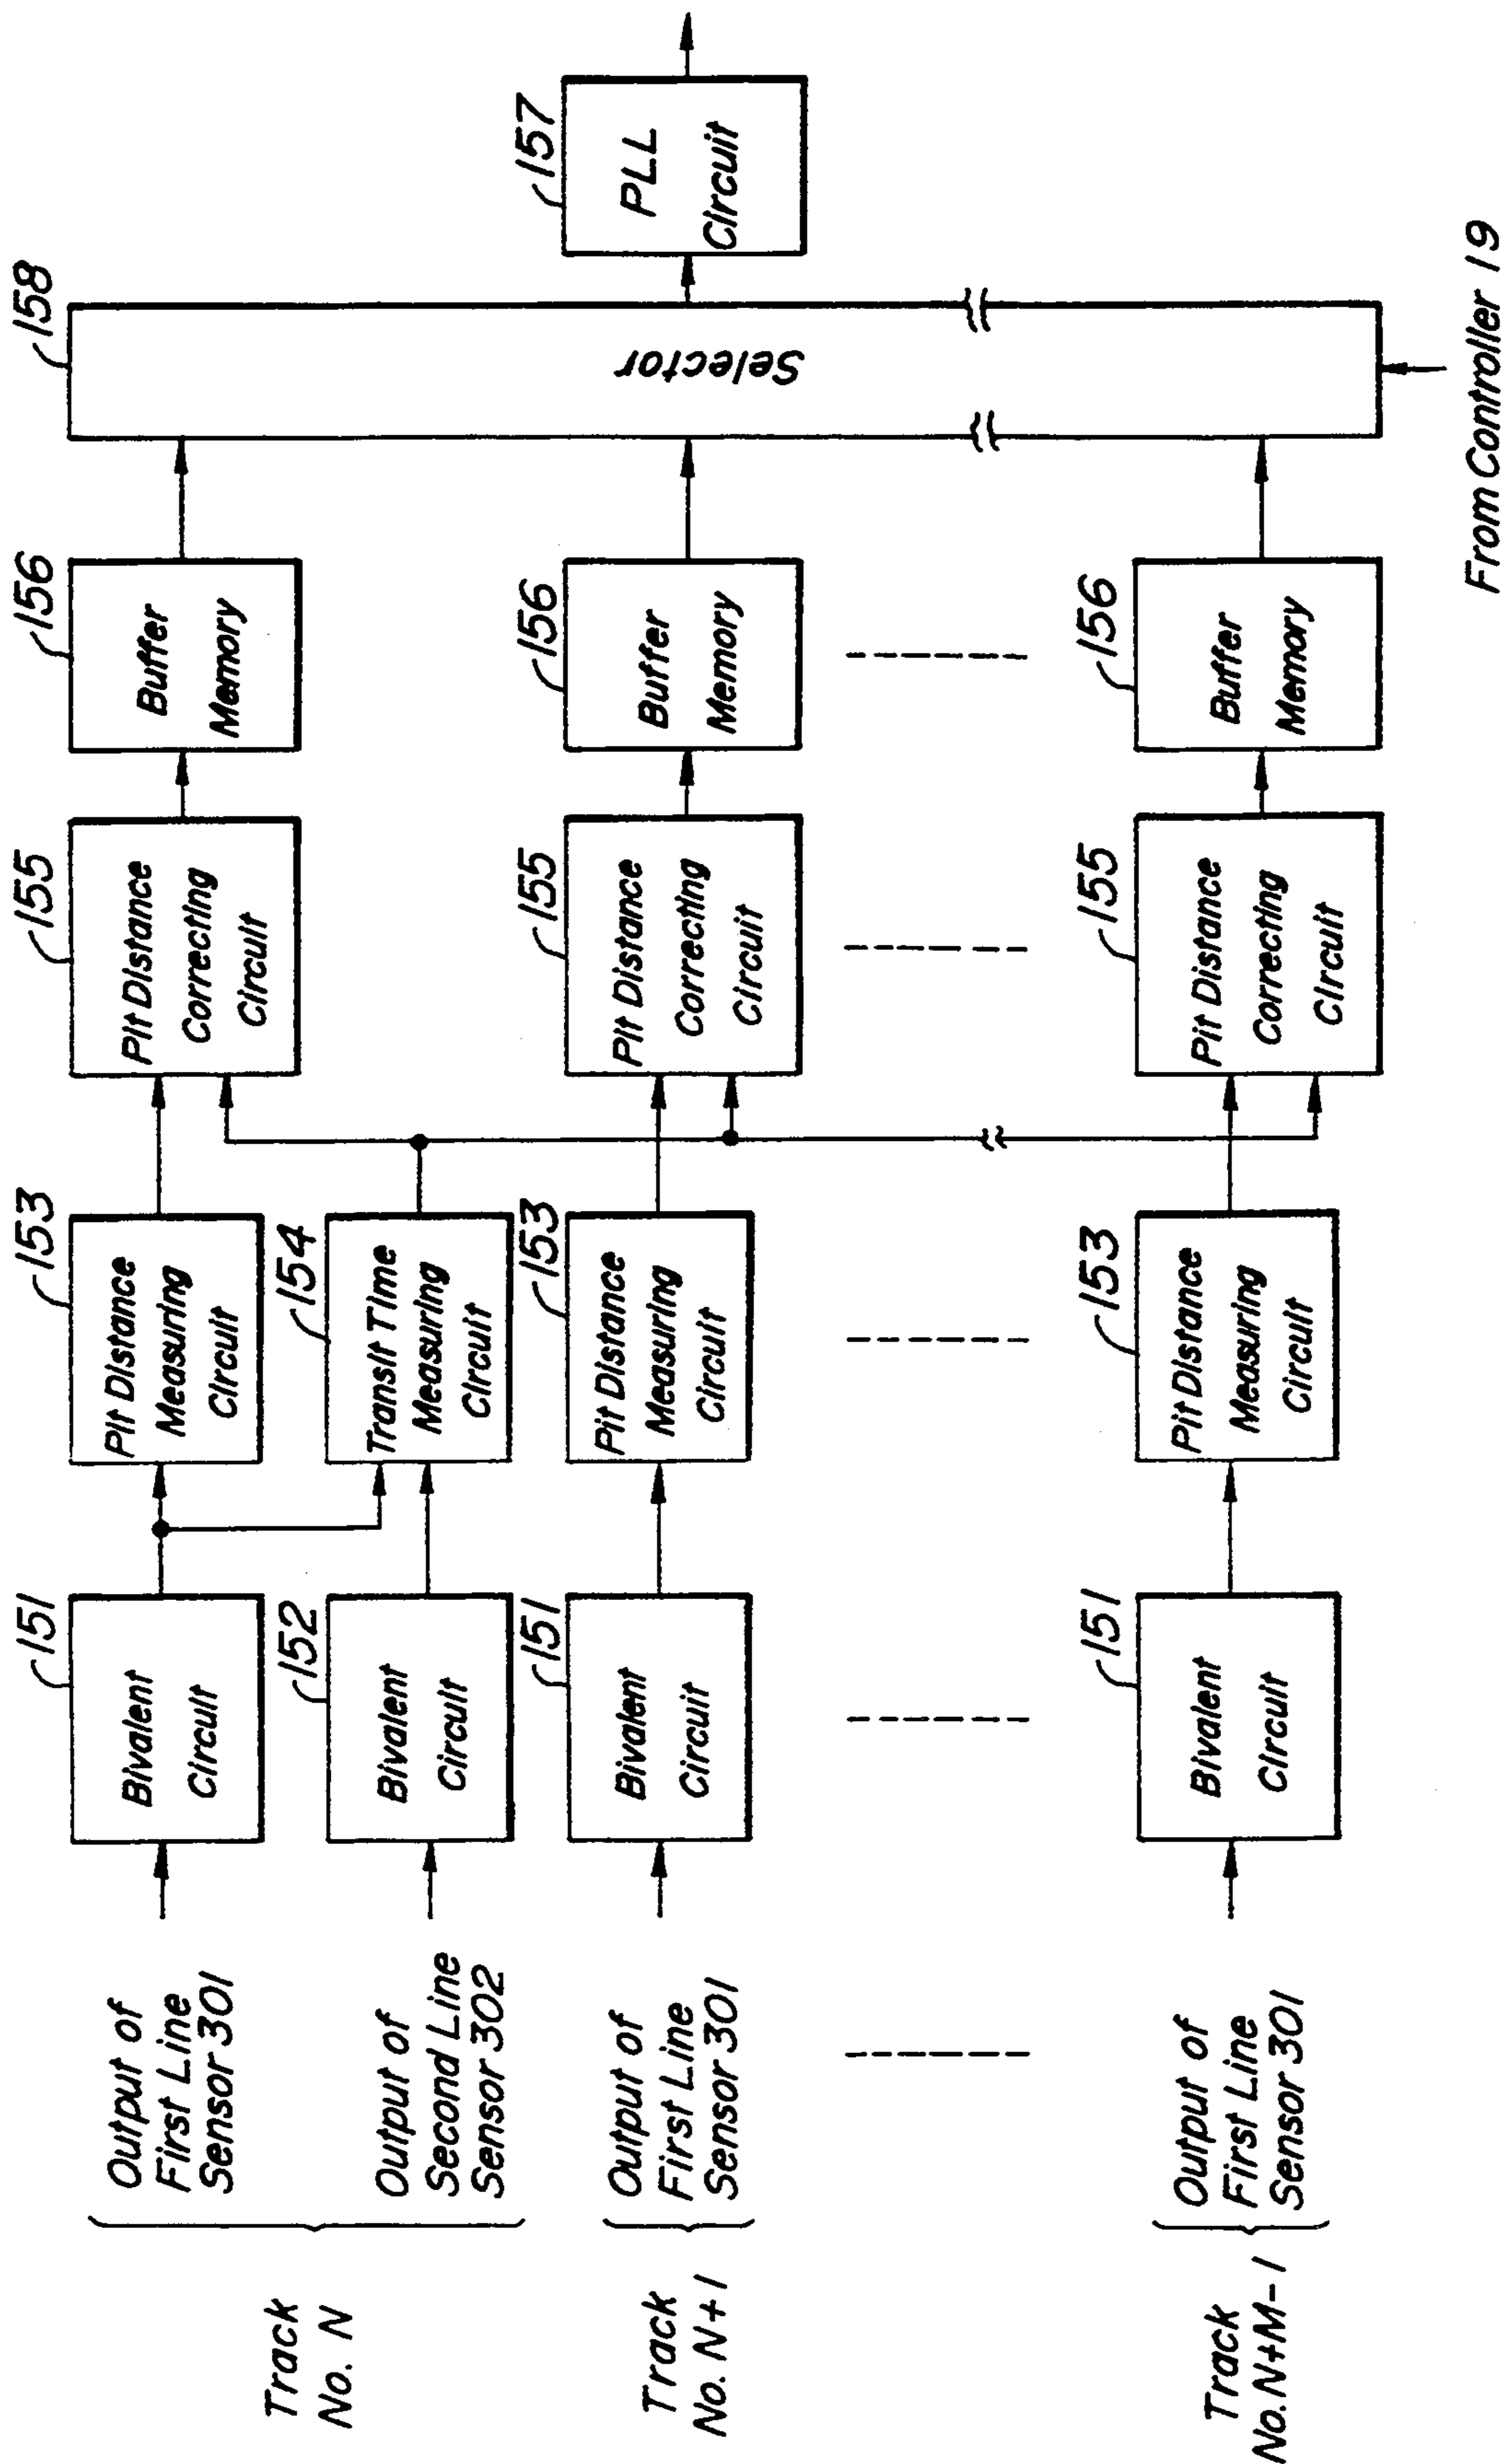 Track
No. N
Output of
First Line
Sensor 301
151
Bivalent
Circuit
153
Pit Distance
Measuring
Circuit
155
Pit Distance
Correcting
Circuit
156
Buffer
Memory
158
Selector
157
PLL
Circuit
Output of
Second Line
Sensor 302
152
Bivalent
Circuit
154
Transit Time
Measuring
Circuit
Track
No. N+1
Output of
First Line
Sensor 301
151
Bivalent
Circuit
153
Pit Distance
Measuring
Circuit
155
Pit Distance
Correcting
Circuit
156
Buffer
Memory
Track
No. N+M-1
Output of
First Line
Sensor 301
151
Bivalent
Circuit
153
Pit Distance
Measuring
Circuit
155
Pit Distance
Correcting
Circuit
156
Buffer
Memory
From Controller 19